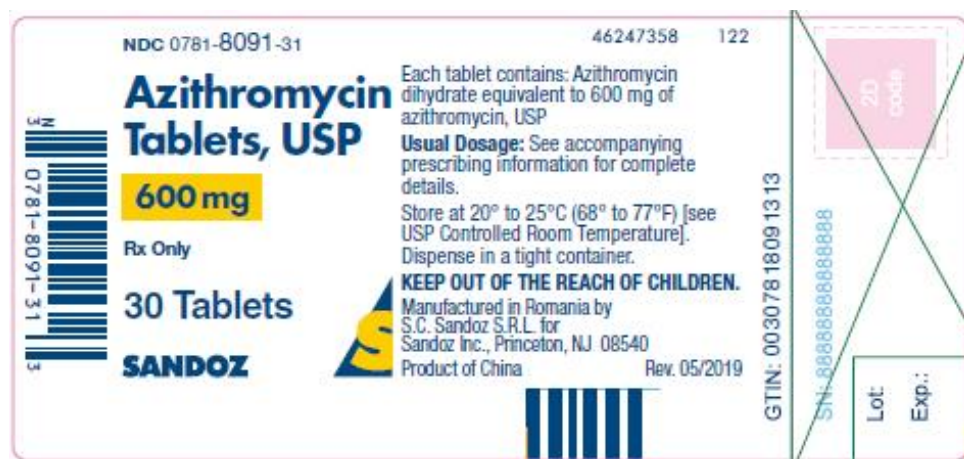 NDC 0781-8091-31
Azithromycin
Tablets, USP
600 mg
Rx Only
30 Tablets
SANDOZ
S
N
3
0781-8091-31
3
46247358 122
Each tablet contains: Azithromycin
dihydrate equivalent to 600 mg of
azithromycin, USP
Usual Dosage: See accompanying
prescribing information for complete
details.
Store at 20° to 25°C (68° to 77°F) [see
USP Controlled Room Temperature].
Dispense in a tight container.
KEEP OUT OF THE REACH OF CHILDREN.
Manufactured in Romania by
S.C. Sandoz S.R.L. for
Sandoz Inc., Princeton, NJ 08540
Product of China Rev. 05/2019
GTIN: 00307818091313
2D
code
Lot:
Exp.: